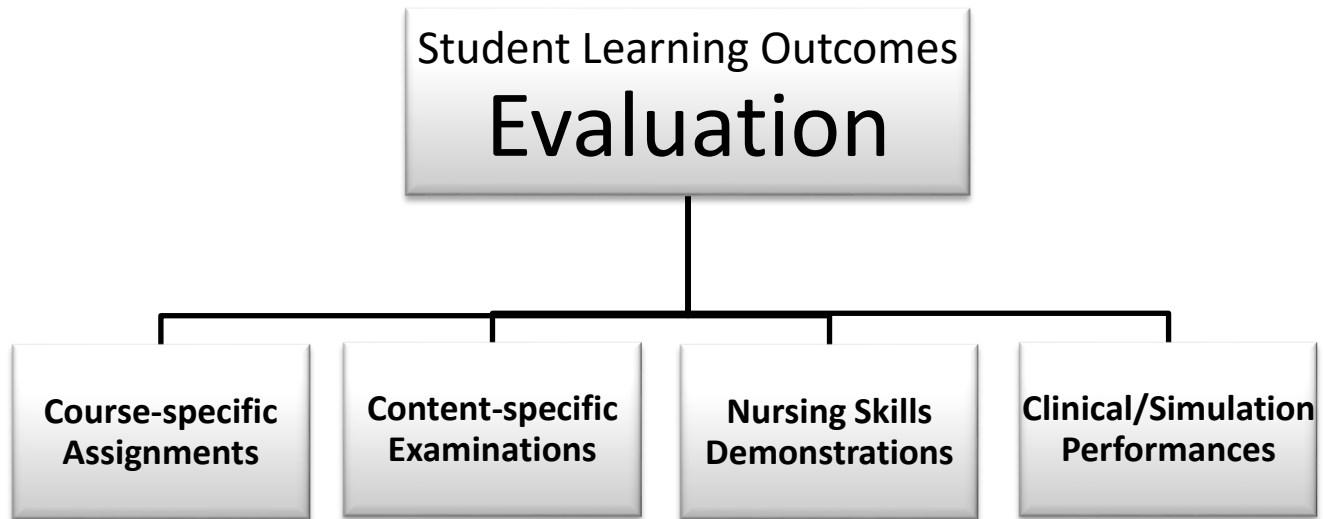 Student Learning Outcomes
Evaluation
Course-specific
Assignments
Content-specific
Examinations
Nursing Skills
Demonstrations
Clinical/Simulation
Performances